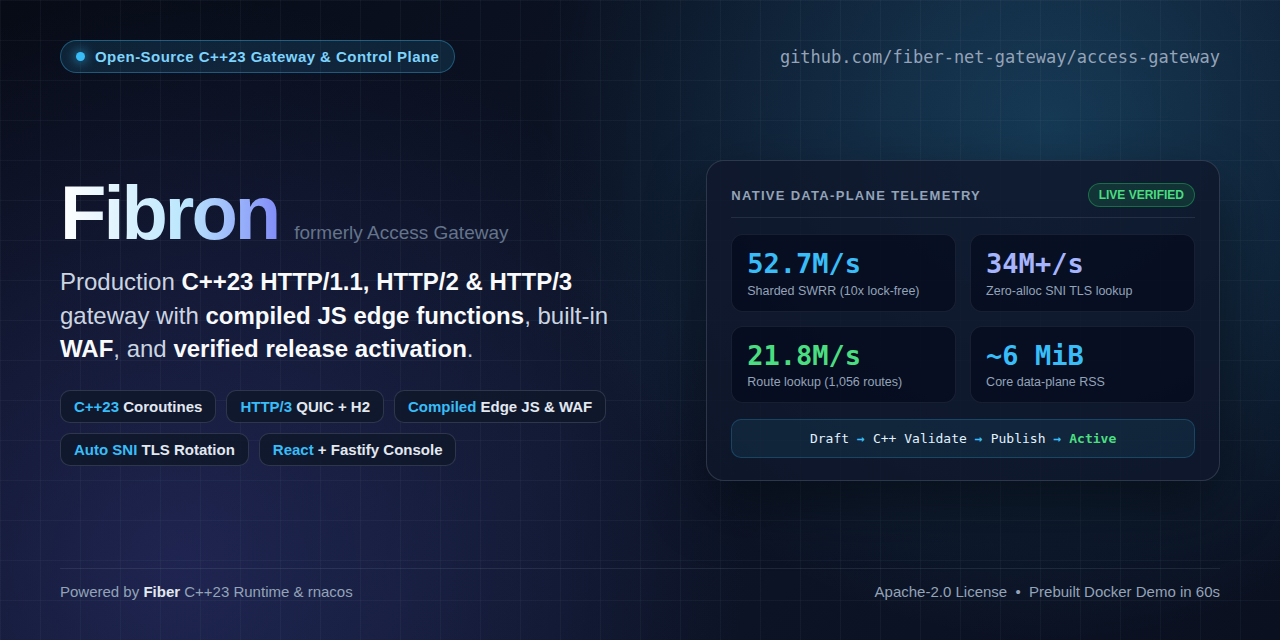 Open-Source C++23 Gateway & Control Plane
github.com/fiber-net-gateway/access-gateway
Fibron formerly Access Gateway
Production C++23 HTTP/1.1, HTTP/2 & HTTP/3
gateway with compiled JS edge functions, built-in
WAF, and verified release activation.
C++23 Coroutines
HTTP/3 QUIC + H2
Compiled Edge JS & WAF
Auto SNI TLS Rotation
React + Fastify Console
NATIVE DATA-PLANE TELEMETRY
LIVE VERIFIED
52.7M/s
Sharded SWRR (10x lock-free)
34M+/s
Zero-alloc SNI TLS lookup
21.8M/s
Route lookup (1,056 routes)
~6 MiB
Core data-plane RSS
Draft → C++ Validate → Publish → Active
Powered by Fiber C++23 Runtime & rnacos
Apache-2.0 License • Prebuilt Docker Demo in 60s